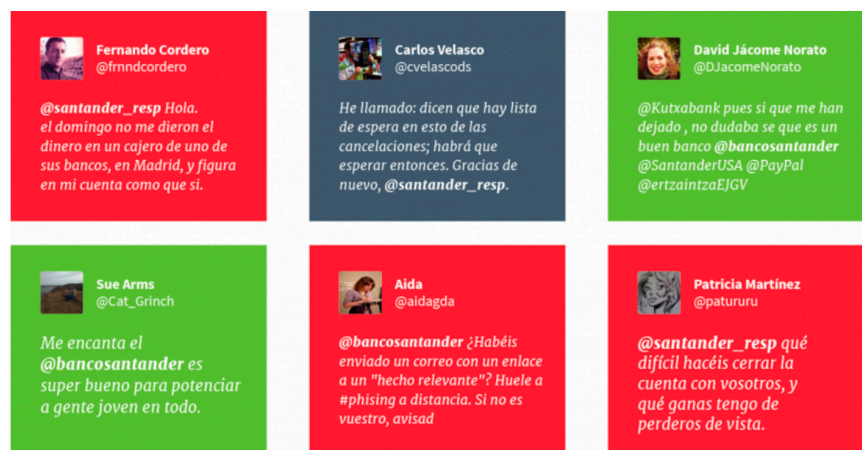 Fernando Cordero
@frnndcordero
@santander_resp Hola.
el domingo no me dieron el
dinero en un cajero de uno de
sus bancos, en Madrid, y figura
en mi cuenta como que si.
Carlos Velasco
@cvelascods
He llamado: dicen que hay lista
de espera en esto de las
cancelaciones; habrá que
esperar entonces. Gracias de
nuevo, @santander_resp.
David Jácome Norato
@DJacomeNorato
@Kutxabank pues si que me han
dejado , no dudaba se que es un
buen banco @bancosantander
@SantanderUSA @PayPal
@ertzaintzaEJGV
Sue Arms
@Cat_Grinch
Me encanta el
@bancosantander es
super bueno para potenciar
a gente joven en todo.
Aida
@aidagda
@bancosantander ¿Habéis
enviado un correo con un enlace
a un "hecho relevante"? Huele a
#phising a distancia. Si no es
vuestro, avisad
Patricia Martínez
@patururu
@santander_resp qué
difícil hacéis cerrar la
cuenta con vosotros, y
qué ganas tengo de
perderos de vista.